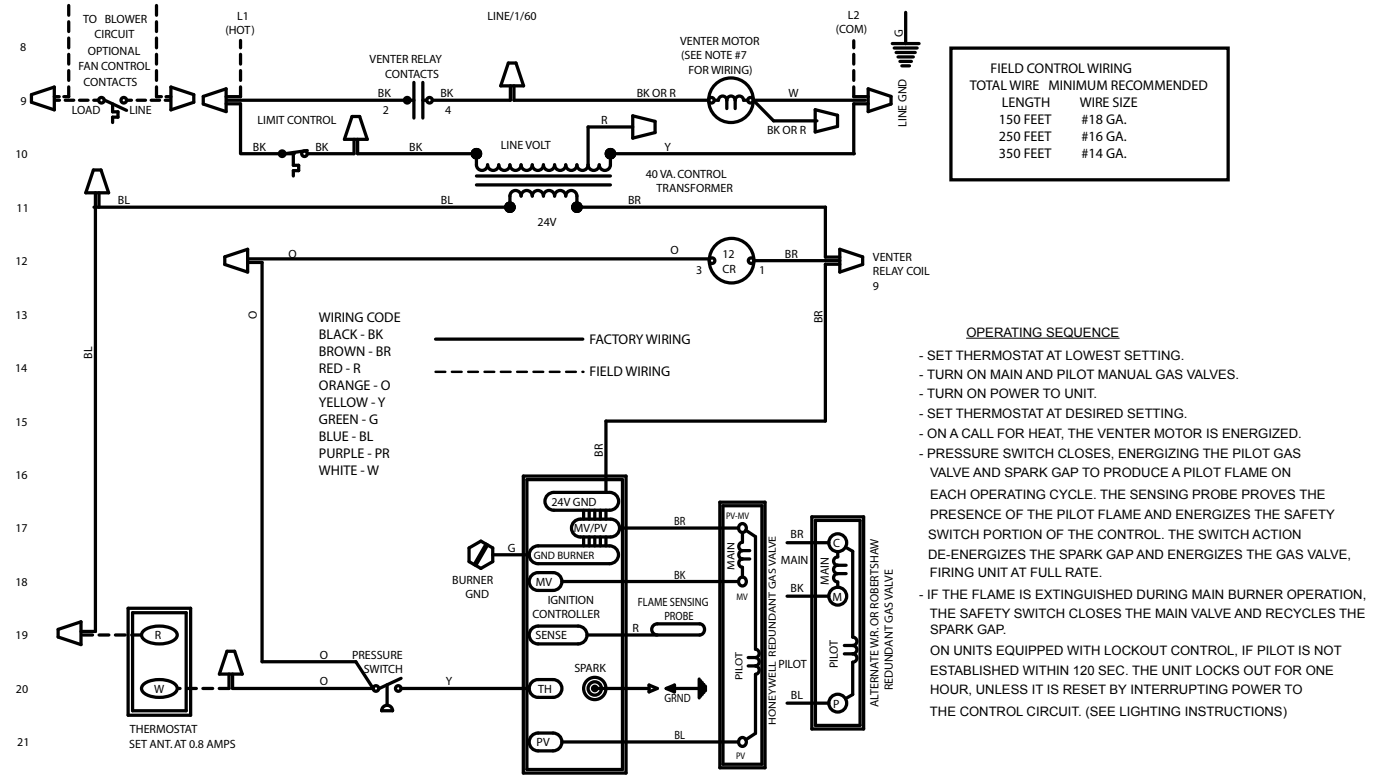 TO BLOWER
CIRCUIT
OPTIONAL
FAN CONTROL
CONTACTS
LOAD
LINE
L1
(HOT)
LINE/1/60
L2
(COM)
G
LINE GND
VENTER RELAY
CONTACTS
BK
2
BK
4
VENTER MOTOR
(SEE NOTE #7
FOR WIRING)
BK OR R
W
BK OR R
LIMIT CONTROL
BK
BK
BK
LINE VOLT
R
Y
40 VA. CONTROL
TRANSFORMER
BL
BL
24V
BR
O
O
3
12
CR
1
BR
VENTER
RELAY COIL
9
8
9
10
11
12
13
14
15
16
17
18
19
20
21
FIELD CONTROL WIRING
TOTAL WIRE MINIMUM RECOMMENDED
LENGTH WIRE SIZE
150 FEET #18 GA.
250 FEET #16 GA.
350 FEET #14 GA.
O
BL
BR
BR
WIRING CODE
BLACK - BK
BROWN - BR
RED - R
ORANGE - O
YELLOW - Y
GREEN - G
BLUE - BL
PURPLE - PR
WHITE - W
FACTORY WIRING
FIELD WIRING
OPERATING SEQUENCE
- SET THERMOSTAT AT LOWEST SETTING.
- TURN ON MAIN AND PILOT MANUAL GAS VALVES.
- TURN ON POWER TO UNIT.
- SET THERMOSTAT AT DESIRED SETTING.
- ON A CALL FOR HEAT, THE VENTER MOTOR IS ENERGIZED.
- PRESSURE SWITCH CLOSES, ENERGIZING THE PILOT GAS
VALVE AND SPARK GAP TO PRODUCE A PILOT FLAME ON
EACH OPERATING CYCLE. THE SENSING PROBE PROVES THE
PRESENCE OF THE PILOT FLAME AND ENERGIZES THE SAFETY
SWITCH PORTION OF THE CONTROL. THE SWITCH ACTION
DE-ENERGIZES THE SPARK GAP AND ENERGIZES THE GAS VALVE,
FIRING UNIT AT FULL RATE.
- IF THE FLAME IS EXTINGUISHED DURING MAIN BURNER OPERATION,
THE SAFETY SWITCH CLOSES THE MAIN VALVE AND RECYCLES THE
SPARK GAP.
ON UNITS EQUIPPED WITH LOCKOUT CONTROL, IF PILOT IS NOT
ESTABLISHED WITHIN 120 SEC. THE UNIT LOCKS OUT FOR ONE
HOUR, UNLESS IT IS RESET BY INTERRUPTING POWER TO
THE CONTROL CIRCUIT. (SEE LIGHTING INSTRUCTIONS)
24V GND
MV/PV
GND BURNER
MV
IGNITION
CONTROLLER
SENSE
SPARK
TH
PV
G
BURNER
GND
BR
BK
FLAME SENSING
PROBE
R
GRND
BL
PV-MV
MAIN
MV
PILOT
PV
HONEYWELL REDUNDANT GAS VALVE
BR
MAIN
BK
PILOT
BL
C
MAIN
M
PILOT
P
ALTERNATE W.R. OR ROBERTSHAW
REDUNDANT GAS VALVE
R
W
THERMOSTAT
SET ANT. AT 0.8 AMPS
O
O
PRESSURE
SWITCH
Y